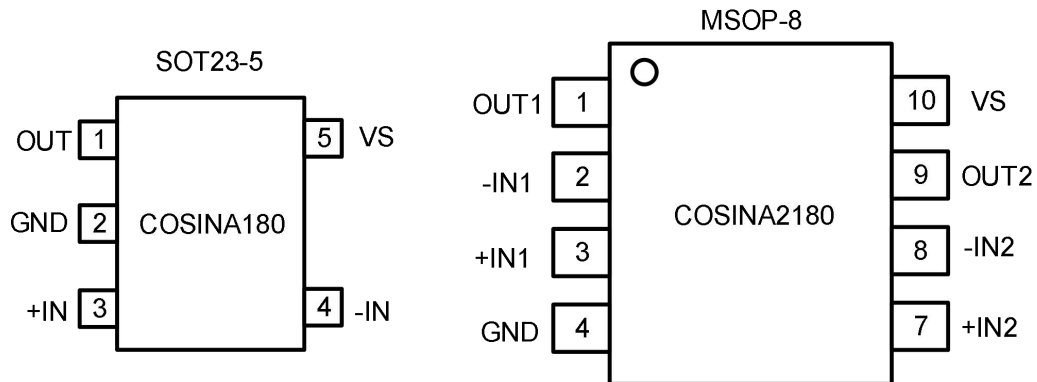 SOT23-5
OUT 1
5 VS
GND 2
COSINA180
+IN 3
4 -IN
MSOP-8
OUT1 1
10 VS
-IN1 2
9 OUT2
COSINA2180
+IN1 3
8 -IN2
GND 4
7 +IN2